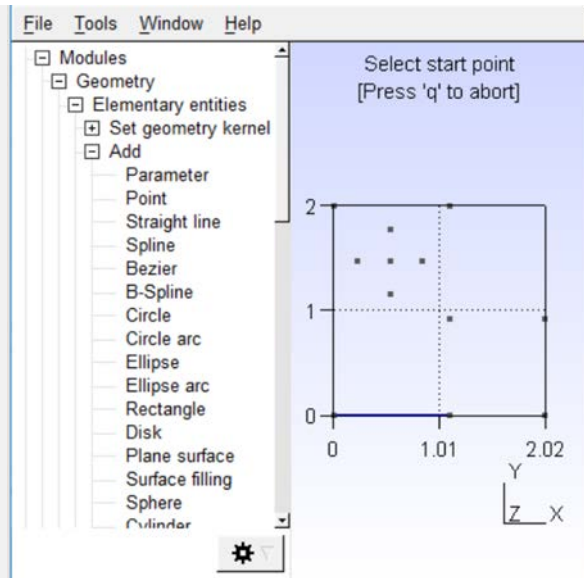 File Tools Window Help
Modules
Geometry
Elementary entities
Set geometry kernel
Add
Parameter
Point
Straight line
Spline
Bezier
B-Spline
Circle
Circle arc
Ellipse
Ellipse arc
Rectangle
Disk
Plane surface
Surface filling
Sphere
Cylinder
Select start point
[Press 'q' to abort]
2
1
0
0 1.01 2.02
Y
Z X